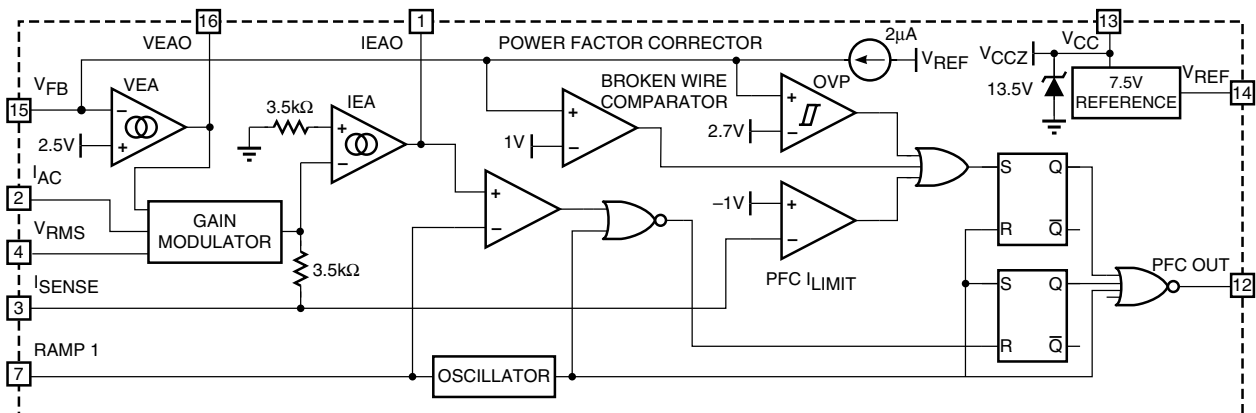 16
1
13
VEAO
IEAO
POWER FACTOR CORRECTOR
2μA
VCCZ
VCC
VREF
VFB
VEA
3.5kΩ
IEA
BROKEN WIRE
COMPARATOR
OVP
13.5V
7.5V
REFERENCE
VREF
15
14
−
+
2.5V
+
−
+
−
1V
+
−
2.7V
IAC
2
VRMS
4
GAIN
MODULATOR
+
−
−1V
+
−
S
Q
R
Q
3.5kΩ
PFC ILIMIT
PFC OUT
ISENSE
3
S
Q
12
R
Q
RAMP 1
7
OSCILLATOR